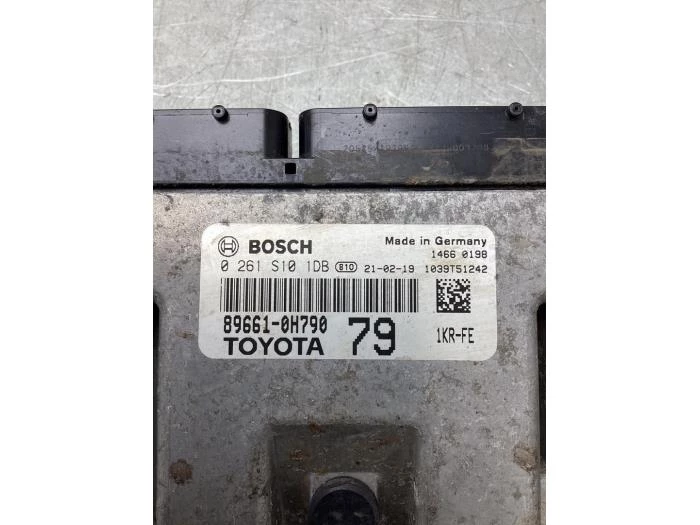 BOSCH
Made in Germany
1466 0198
0 261 S10 1DB 810 21-02-19 1039T51242
89661-0H790
TOYOTA 79 1KR-FE